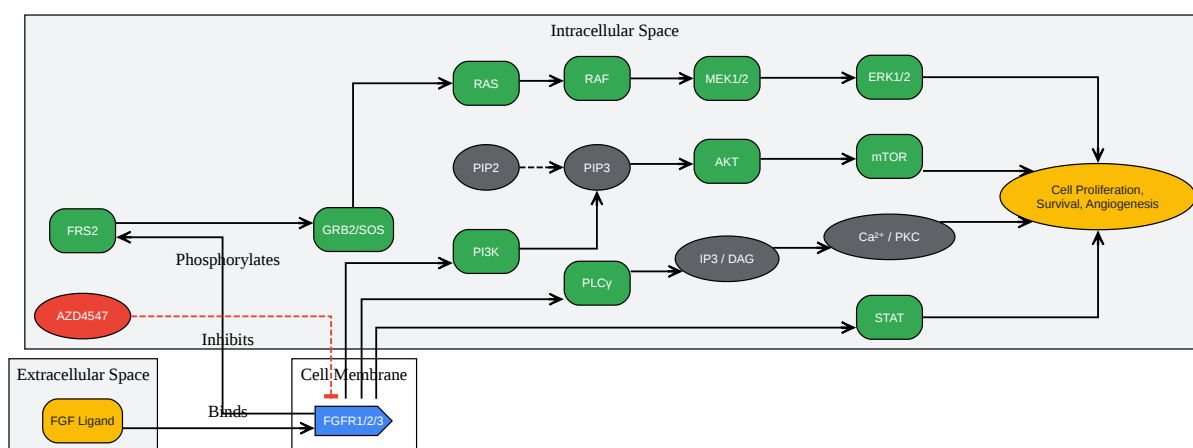 Intracellular Space
RAS
RAF
MEK1/2
ERK1/2
PIP2
PIP3
AKT
mTOR
Cell Proliferation,
Survival, Angiogenesis
FRS2
GRB2/SOS
Phosphorylates
PI3K
IP3 / DAG
Ca²⁺ / PKC
PLCγ
AZD4547
STAT
Inhibits
Extracellular Space
Cell Membrane
Binds
FGF Ligand
FGFR1/2/3